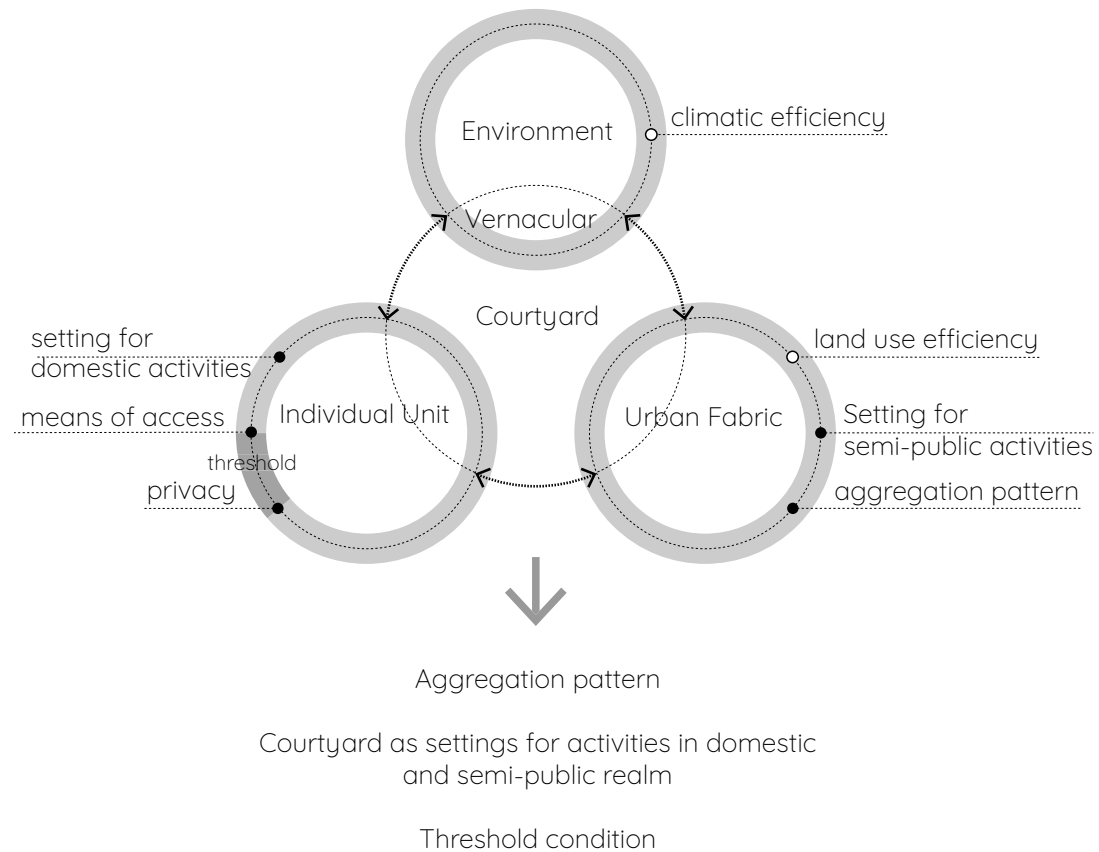 climatic efficiency
Environment
Vernacular
Courtyard
setting for
domestic activities
means of access
threshold
privacy
Individual Unit
Urban Fabric
land use efficiency
Setting for
semi-public activities
aggregation pattern
Aggregation pattern
Courtyard as settings for activities in domestic
and semi-public realm
Threshold condition